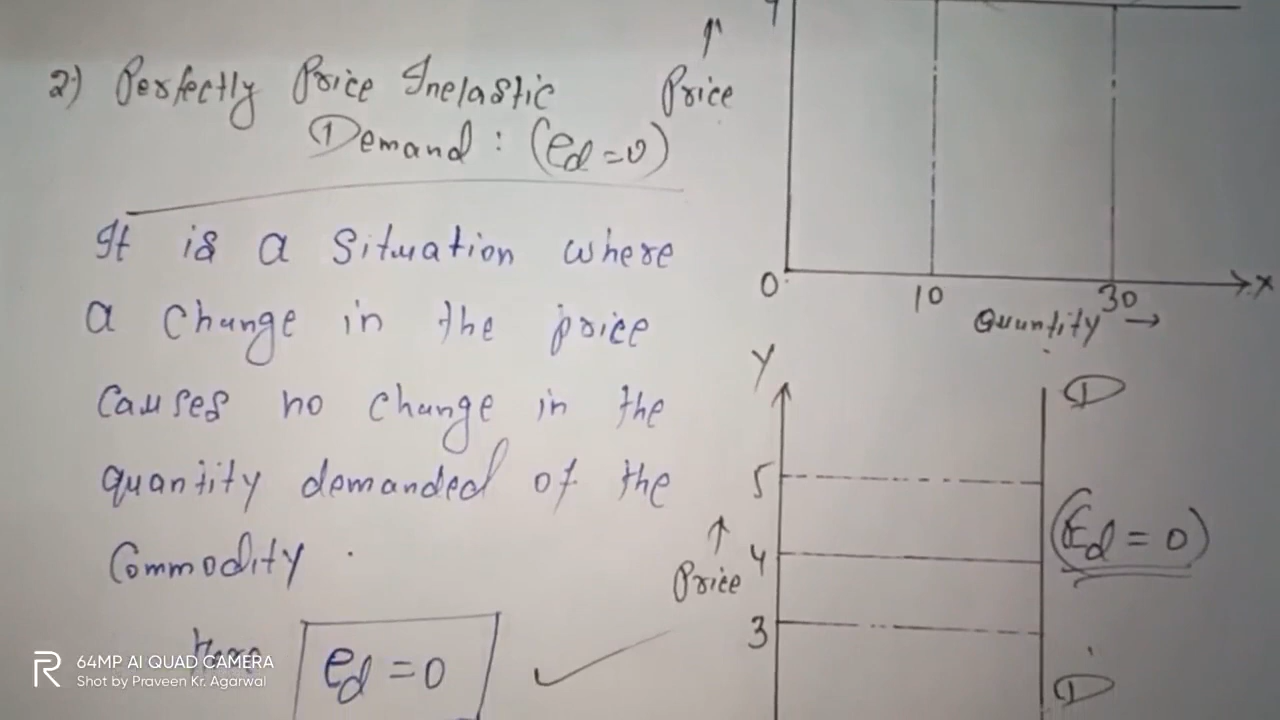 2) Perfectly Price Inelastic
Demand : (ed = 0)
It is a situation where
a change in the price
causes no change in the
quantity demanded of the
Commodity .
Here ed = 0
↑
Price
0
10
30
X
Quantity →
Y
D
5
4
3
↑
Price
(Ed = 0)
D
64MP AI QUAD CAMERA
Shot by Praveen Kr. Agarwal